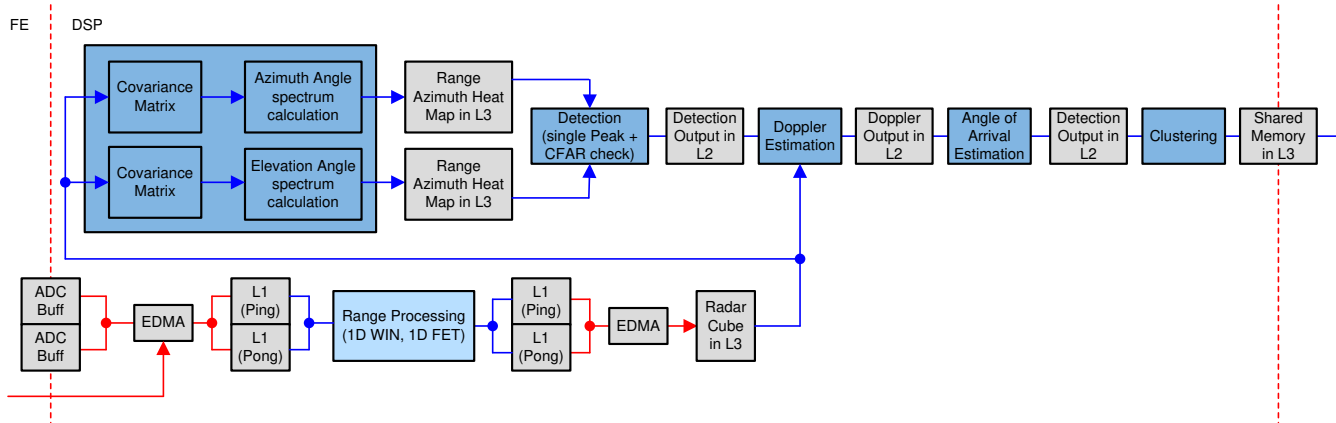 FE
DSP
Covariance
Matrix
Azimuth Angle
spectrum
calculation
Range
Azimuth Heat
Map in L3
Covariance
Matrix
Elevation Angle
spectrum
calculation
Range
Azimuth Heat
Map in L3
Detection
(single Peak +
CFAR check)
Detection
Output in
L2
Doppler
Estimation
Doppler
Output in
L2
Angle of
Arrival
Estimation
Detection
Output in
L2
Clustering
Shared
Memory
in L3
ADC
Buff
ADC
Buff
EDMA
L1
(Ping)
L1
(Pong)
Range Processing
(1D WIN, 1D FET)
L1
(Ping)
L1
(Pong)
EDMA
Radar
Cube
in L3